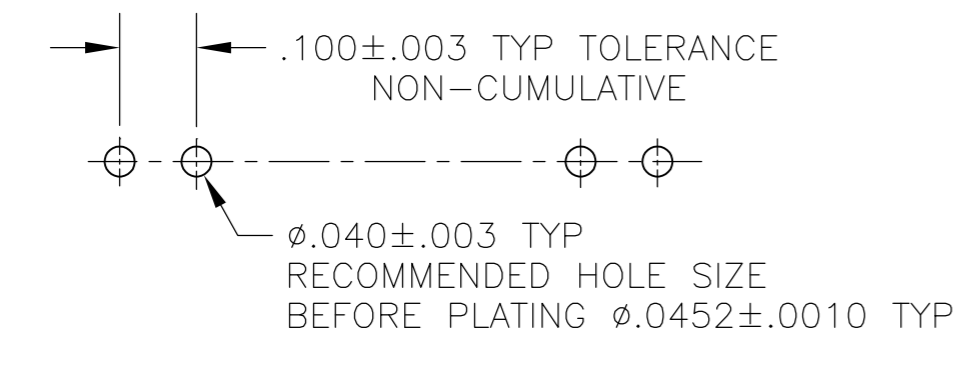 .100±.003 TYP TOLERANCE
NON-CUMULATIVE
⌀.040±.003 TYP
RECOMMENDED HOLE SIZE
BEFORE PLATING ⌀.0452±.0010 TYP